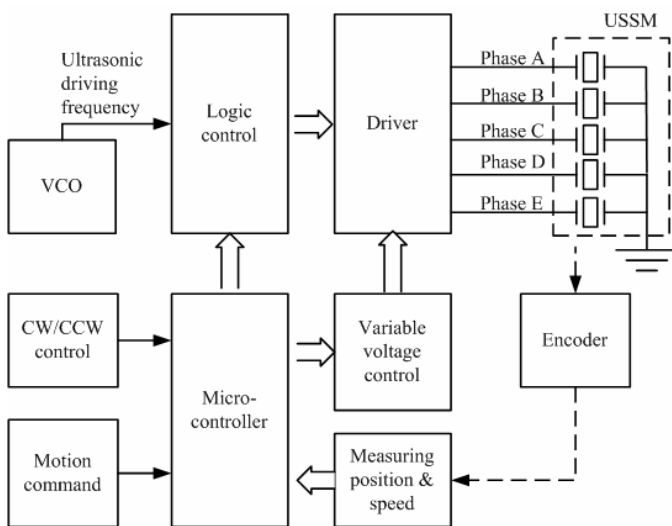 USSM
Ultrasonic
driving
frequency
Logic
control
Driver
Phase A
Phase B
Phase C
Phase D
Phase E
VCO
CW/CCW
control
Micro-
controller
Variable
voltage
control
Encoder
Motion
command
Measuring
position &
speed